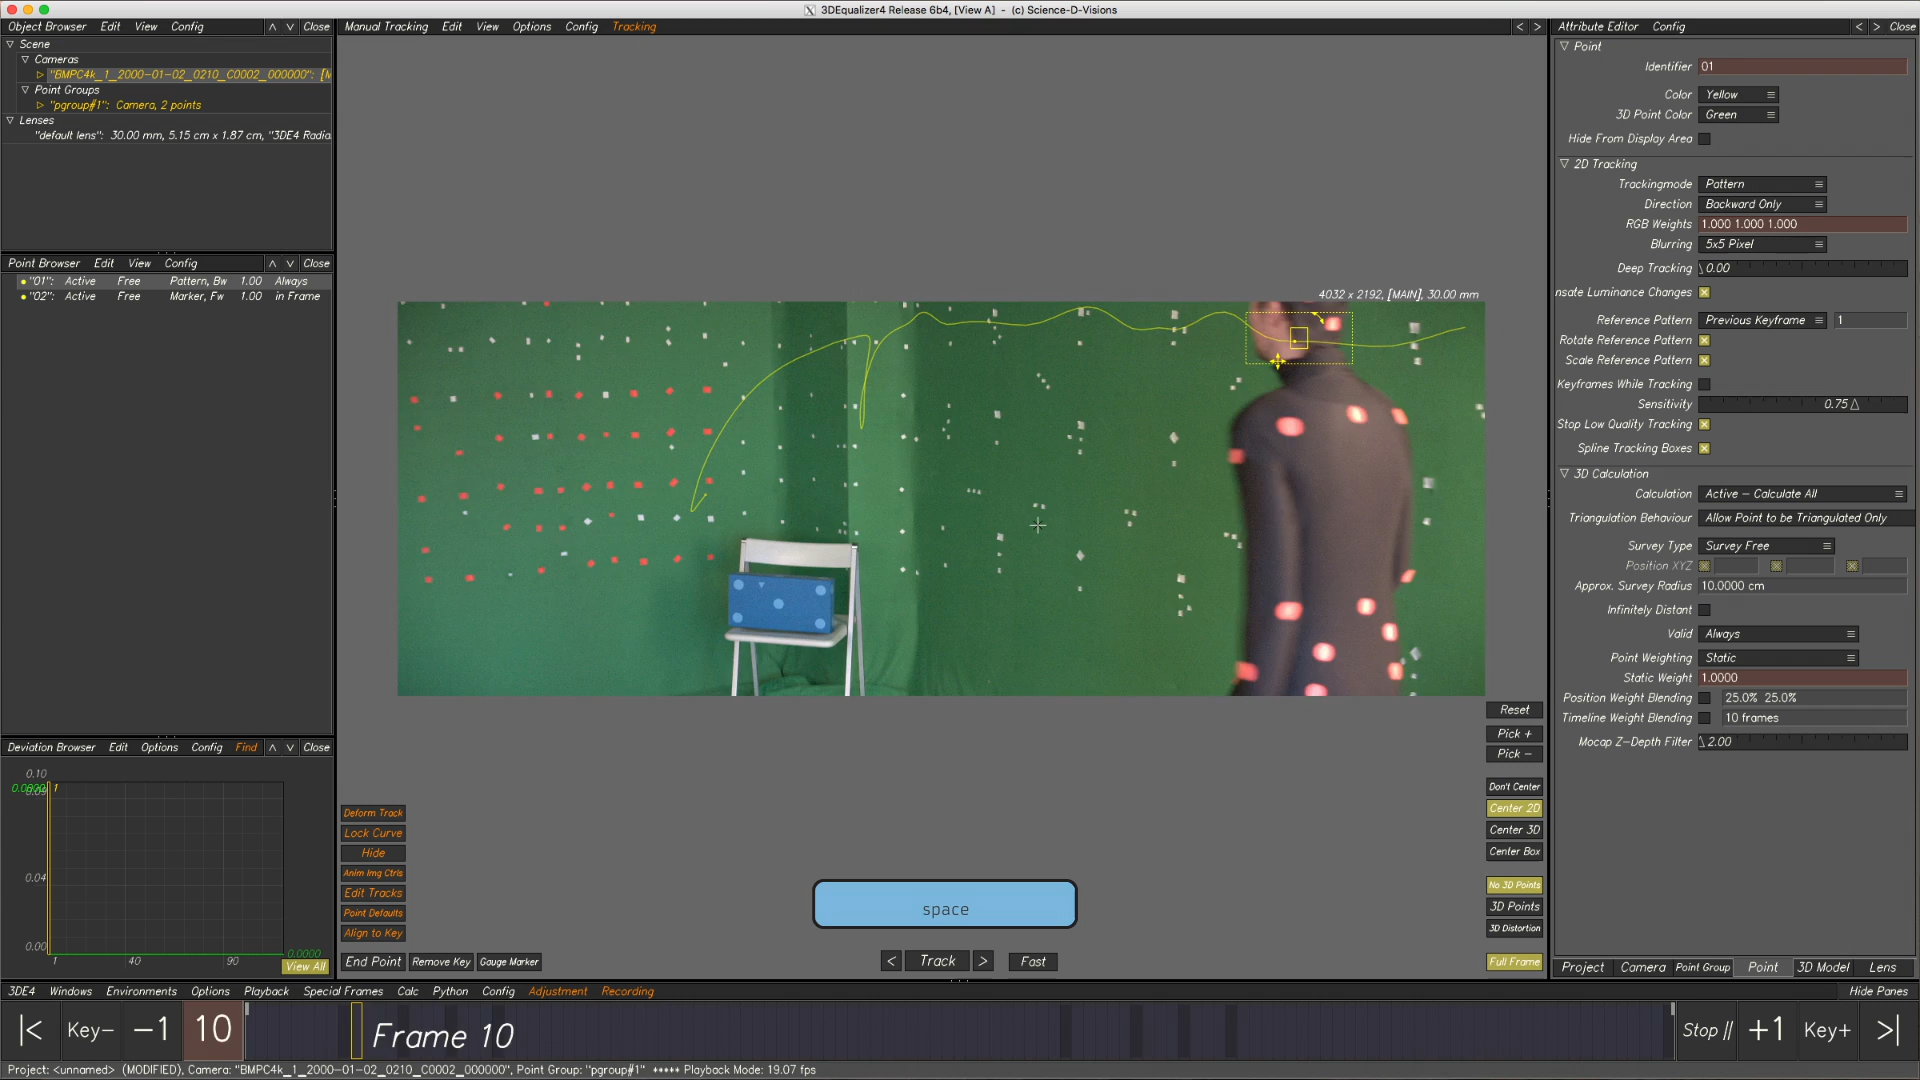 3DEqualizer4 Release 6b4, [View A] - (c) Science-D-Visions
Object Browser Edit View Config Close
Scene
Cameras
"BMPC4k_1_2000-01-02_0210_C0002_000000": [M
Point Groups
"pgroup#1": Camera, 2 points
Lenses
"default lens": 30.00 mm, 5.15 cm x 1.87 cm, "3DE4 Radia
Point Browser Edit View Config Close
"01": Active Free Pattern, Bw 1.00 Always
"02": Active Free Marker, Fw 1.00 in Frame
Deviation Browser Edit Options Config Find Close
0.10
0.09
0.04
0.00
1
0.0000
1 40 90
View All
Manual Tracking Edit View Options Config Tracking < >
4032 x 2192, [MAIN], 30.00 mm
Reset
Pick +
Pick -
Don't Center
Center 2D
Center 3D
Center Box
No 3D Points
3D Points
3D Distortion
Full Frame
Deform Track
Lock Curve
Hide
Anim Img Ctrls
Edit Tracks
Point Defaults
Align to Key
End Point Remove Key Gauge Marker
space
< Track > Fast
Attribute Editor Config < > Close
Point
Identifier 01
Color Yellow
3D Point Color Green
Hide From Display Area
2D Tracking
Trackingmode Pattern
Direction Backward Only
RGB Weights 1.000 1.000 1.000
Blurring 5x5 Pixel
Deep Tracking 0.00
nsate Luminance Changes
Reference Pattern Previous Keyframe 1
Rotate Reference Pattern
Scale Reference Pattern
Keyframes While Tracking
Sensitivity 0.75
Stop Low Quality Tracking
Spline Tracking Boxes
3D Calculation
Calculation Active - Calculate All
Triangulation Behaviour Allow Point to be Triangulated Only
Survey Type Survey Free
Position XYZ
Approx. Survey Radius 10.0000 cm
Infinitely Distant
Valid Always
Point Weighting Static
Static Weight 1.0000
Position Weight Blending 25.0% 25.0%
Timeline Weight Blending 10 frames
Mocap Z-Depth Filter 2.00
Project Camera Point Group Point 3D Model Lens
3DE4 Windows Environments Options Playback Special Frames Calc Python Config Adjustment Recording Hide Panes
|< Key- -1 10 Frame 10 Stop || +1 Key+ >|
Project: <unnamed> (MODIFIED), Camera: "BMPC4k_1_2000-01-02_0210_C0002_000000", Point Group: "pgroup#1" ***** Playback Mode: 19.07 fps